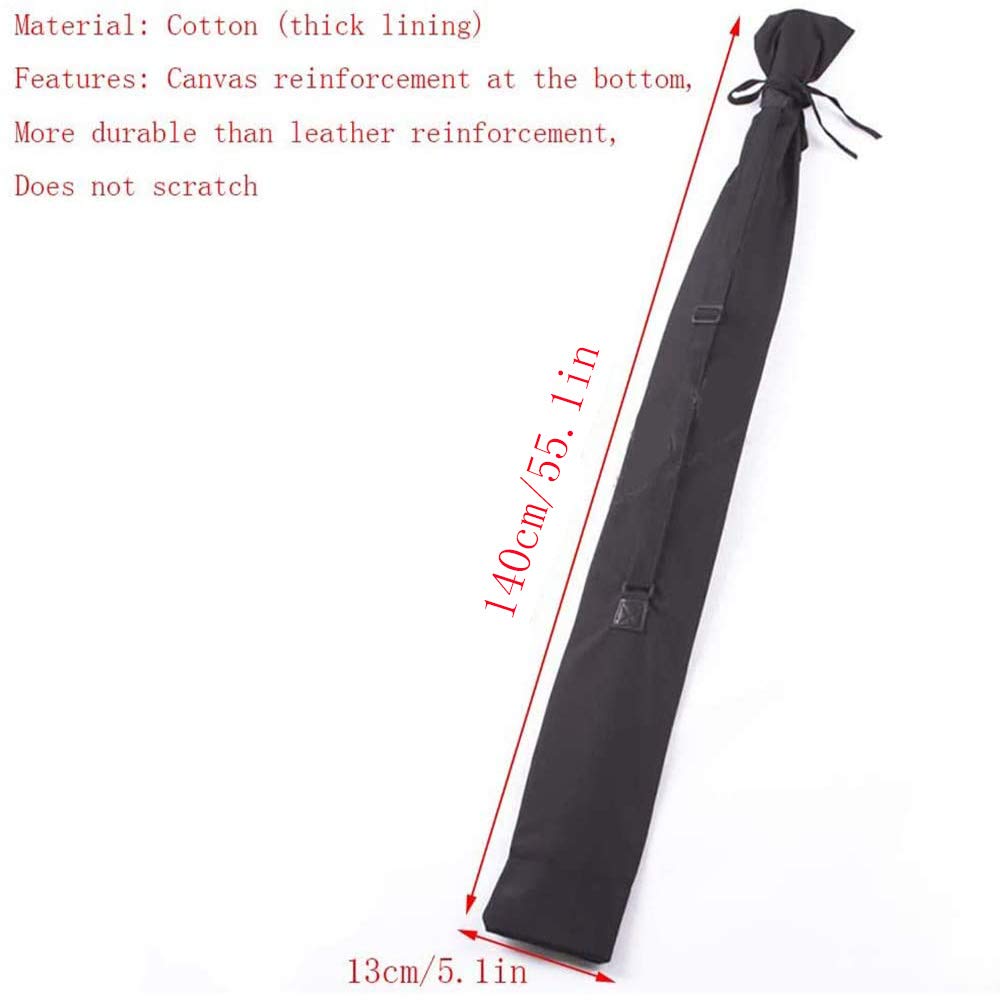 Material: Cotton (thick lining)
Features: Canvas reinforcement at the bottom,
More durable than leather reinforcement,
Does not scratch
140cm/55.1in
13cm/5.1in